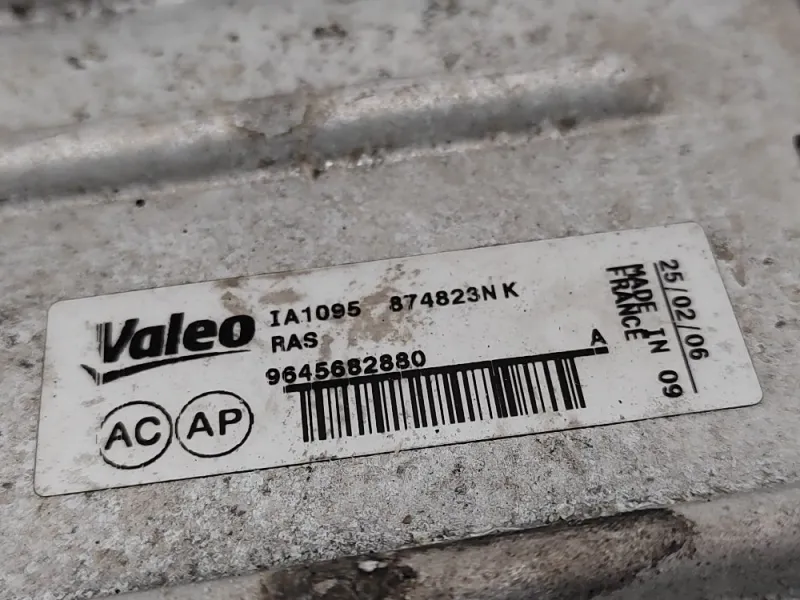 Valeo
IA1095 874823N K
RAS
9645682880 A
AC AP
25/02/06
MADE IN 09
FRANCE